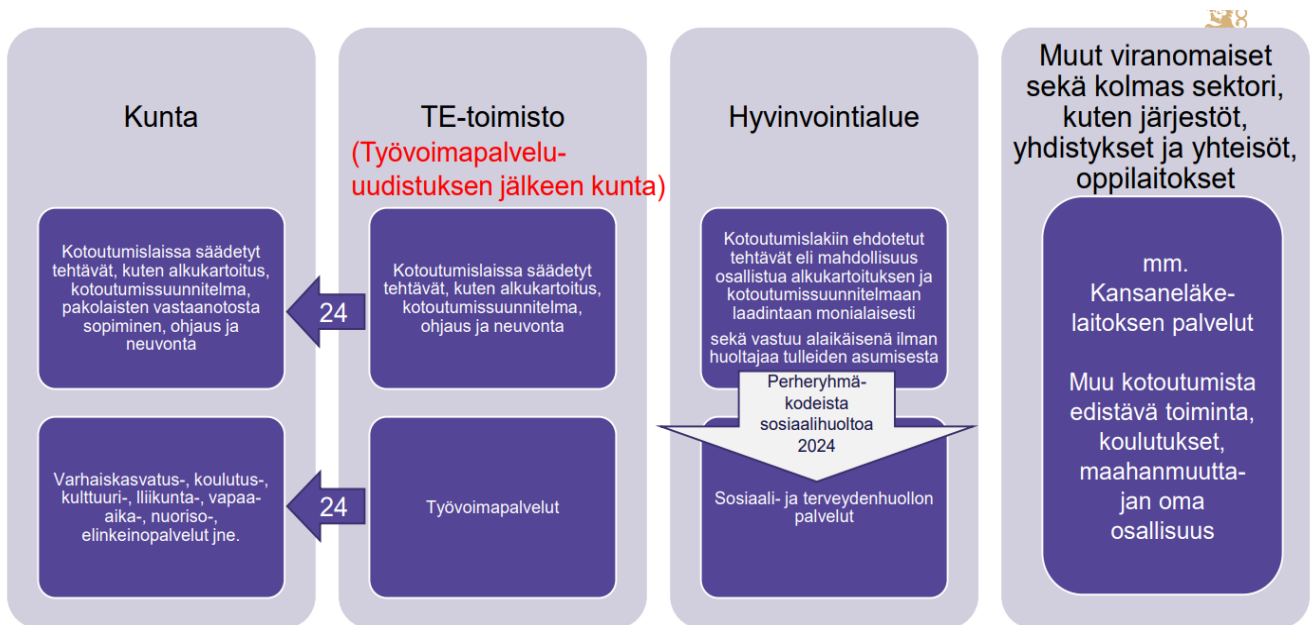 Kunta
Kotoutumislaissa säädetyt
tehtävät, kuten alkukartoitus,
kotoutumissuunnitelma,
pakolaisten vastaanotosta
sopiminen, ohjaus ja
neuvonta
Varhaiskasvatus-, koulutus-,
kulttuuri-, lliikunta-, vapaa-
aika-, nuoriso-,
elinkeinopalvelut jne.
24
24
TE-toimisto
(Työvoimapalvelu-
uudistuksen jälkeen kunta)
Kotoutumislaissa säädetyt
tehtävät, kuten alkukartoitus,
kotoutumissuunnitelma,
ohjaus ja neuvonta
Työvoimapalvelut
Hyvinvointialue
Kotoutumislakiin ehdotetut
tehtävät eli mahdollisuus
osallistua alkukartoituksen ja
kotoutumissuunnitelmaan
laadintaan monialaisesti
sekä vastuu alaikäisenä ilman
huoltajaa tulleiden asumisesta
Perheryhmä-
kodeista
sosiaalihuoltoa
2024
Sosiaali- ja terveydenhuollon
palvelut
Muut viranomaiset
sekä kolmas sektori,
kuten järjestöt,
yhdistykset ja yhteisöt,
oppilaitokset
mm.
Kansaneläke-
laitoksen palvelut
Muu kotoutumista
edistävä toiminta,
koulutukset,
maahanmuutta-
jan oma
osallisuus